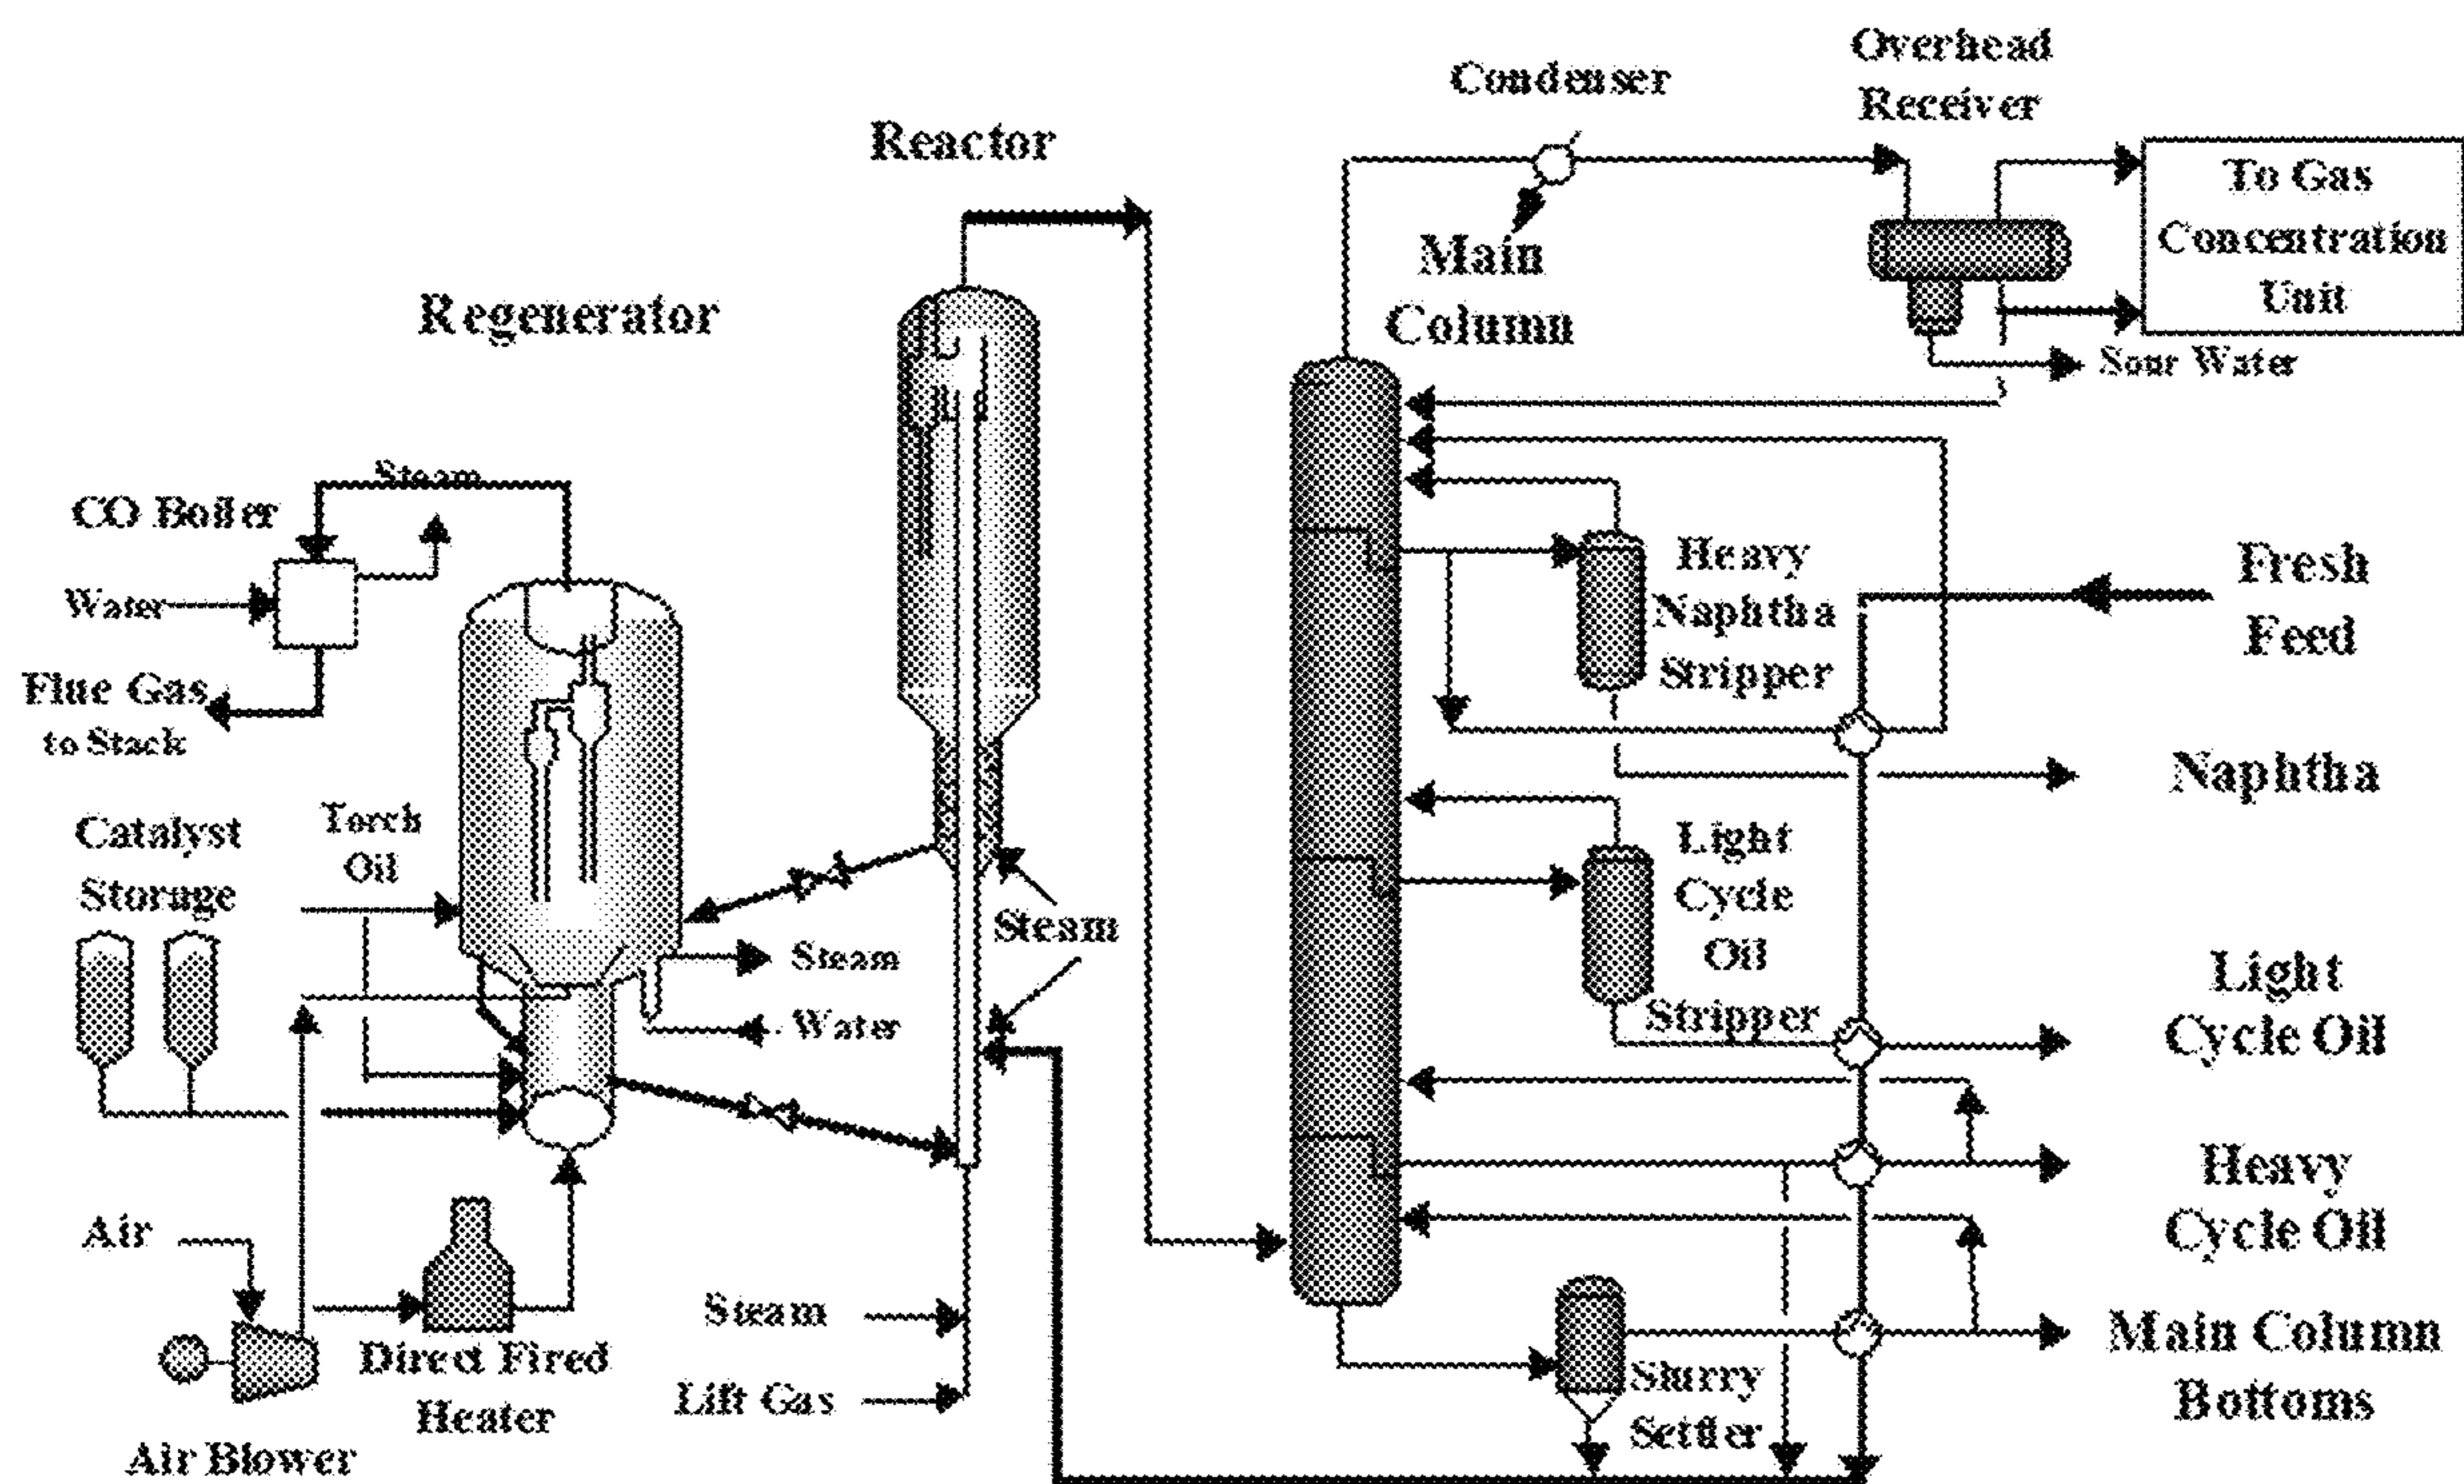 Overhead
Receiver
Condenser
Reactor
To Gas
Concentration
Unit
Main
Column
Regenerator
Sour Water
Steam
CO Boiler
Water
Flue Gas
to Stack
Heavy
Naphtha
Stripper
Fresh
Feed
Naphtha
Catalyst
Storage
Torch
Oil
Light
Cycle
Oil
Stripper
Steam
Steam
Water
Light
Cycle Oil
Heavy
Cycle Oil
Air
Steam
Lift Gas
Direct Fired
Heater
Air Blower
Slurry
Settler
Main Column
Bottoms